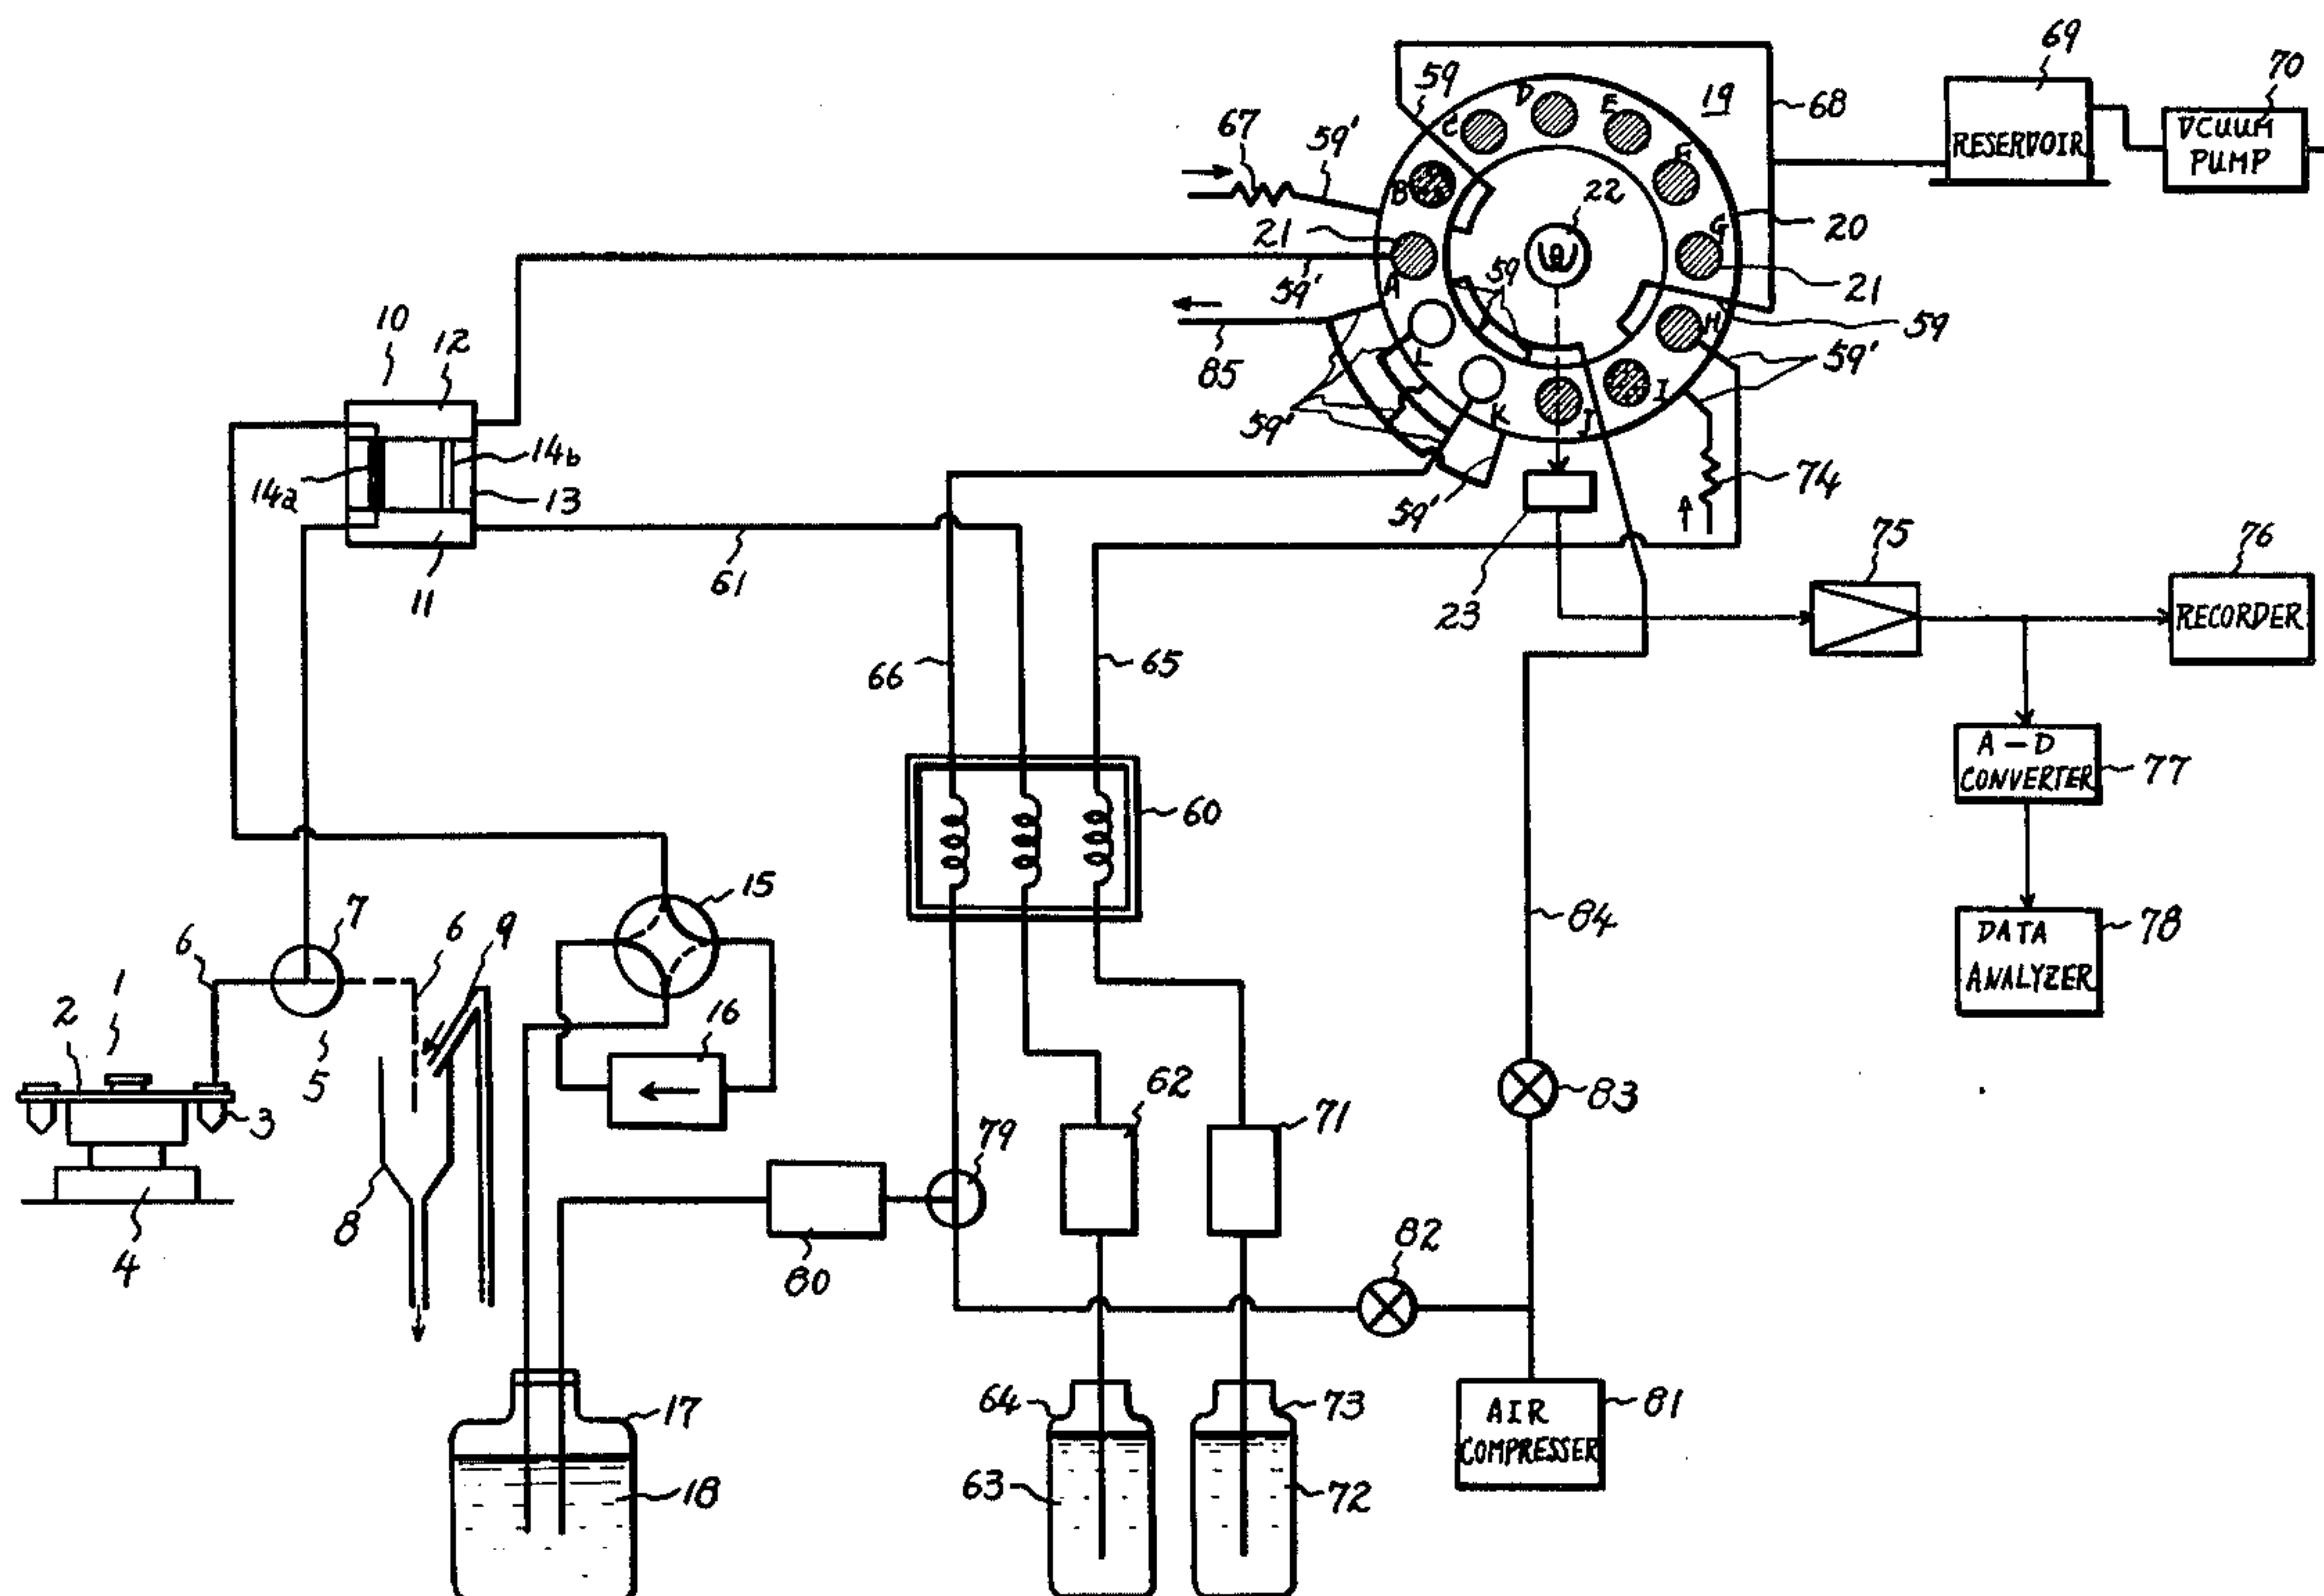 69
70
59
D
E
19
68
RESERVOIR
VCUUM
PUMP
67
59'
C
F
B
22
20
21
G
21
59'
A
59
H
59
59'
85
L
I
10
12
59'
K
J
14b
14a
13
59'
74
75
76
11
61
23
RECORDER
66
65
A-D
CONVERTER
77
60
15
84
DATA
ANALYZER
78
7
6
6
9
1
2
16
5
3
62
71
83
79
8
82
4
80
17
64
73
AIR
COMPRESSER
81
18
63
72